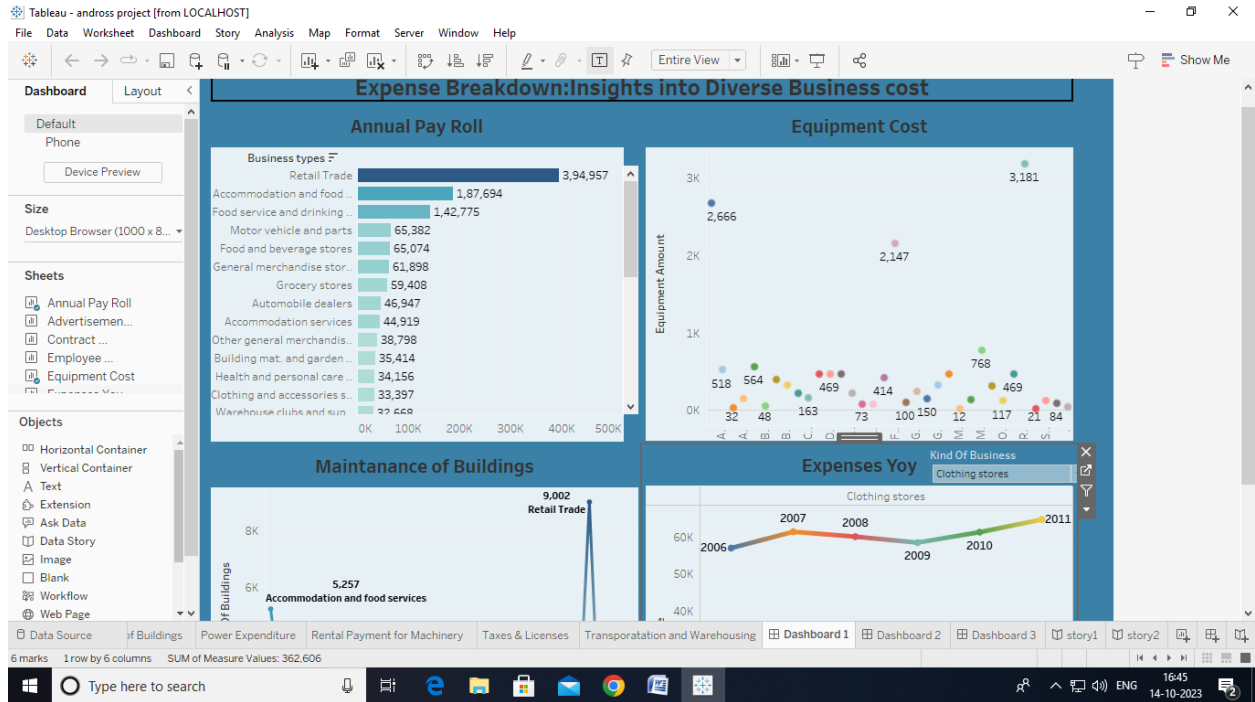 Tableau - andross project [from LOCALHOST]
File Data Worksheet Dashboard Story Analysis Map Format Server Window Help
Entire View
Show Me
Dashboard
Layout
Default
Phone
Device Preview
Size
Desktop Browser (1000 x 8...
Sheets
Annual Pay Roll
Advertisemen...
Contract ...
Employee ...
Equipment Cost
Objects
Horizontal Container
Vertical Container
Text
Extension
Ask Data
Data Story
Image
Blank
Workflow
Web Page
Expense Breakdown:Insights into Diverse Business cost
Annual Pay Roll
Business types
Retail Trade 3,94,957
Accommodation and food .. 1,87,694
Food service and drinking .. 1,42,775
Motor vehicle and parts 65,382
Food and beverage stores 65,074
General merchandise stor.. 61,898
Grocery stores 59,408
Automobile dealers 46,947
Accommodation services 44,919
Other general merchandis.. 38,798
Building mat. and garden .. 35,414
Health and personal care .. 34,156
Clothing and accessories s.. 33,397
Warehouse clubs and sup.. 32,668
0K 100K 200K 300K 400K 500K
Equipment Cost
Equipment Amount
3K
2K
1K
0K
3,181
2,666
2,147
768
518 564 469 414 469
32 48 163 73 100 150 12 117 21 84
A.. A.. B.. B.. C.. D.. F.. G.. G.. M.. M.. O.. R.. S..
Maintanance of Buildings
of Buildings
8K
6K
9,002
Retail Trade
5,257
Accommodation and food services
Expenses Yoy
Kind Of Business
Clothing stores
Clothing stores
60K
50K
40K
2006
2007
2008
2009
2010
2011
Data Source of Buildings Power Expenditure Rental Payment for Machinery Taxes & Licenses Transporatation and Warehousing Dashboard 1 Dashboard 2 Dashboard 3 story1 story2
6 marks 1 row by 6 columns SUM of Measure Values: 362,606
Type here to search
ENG
16:45
14-10-2023
2